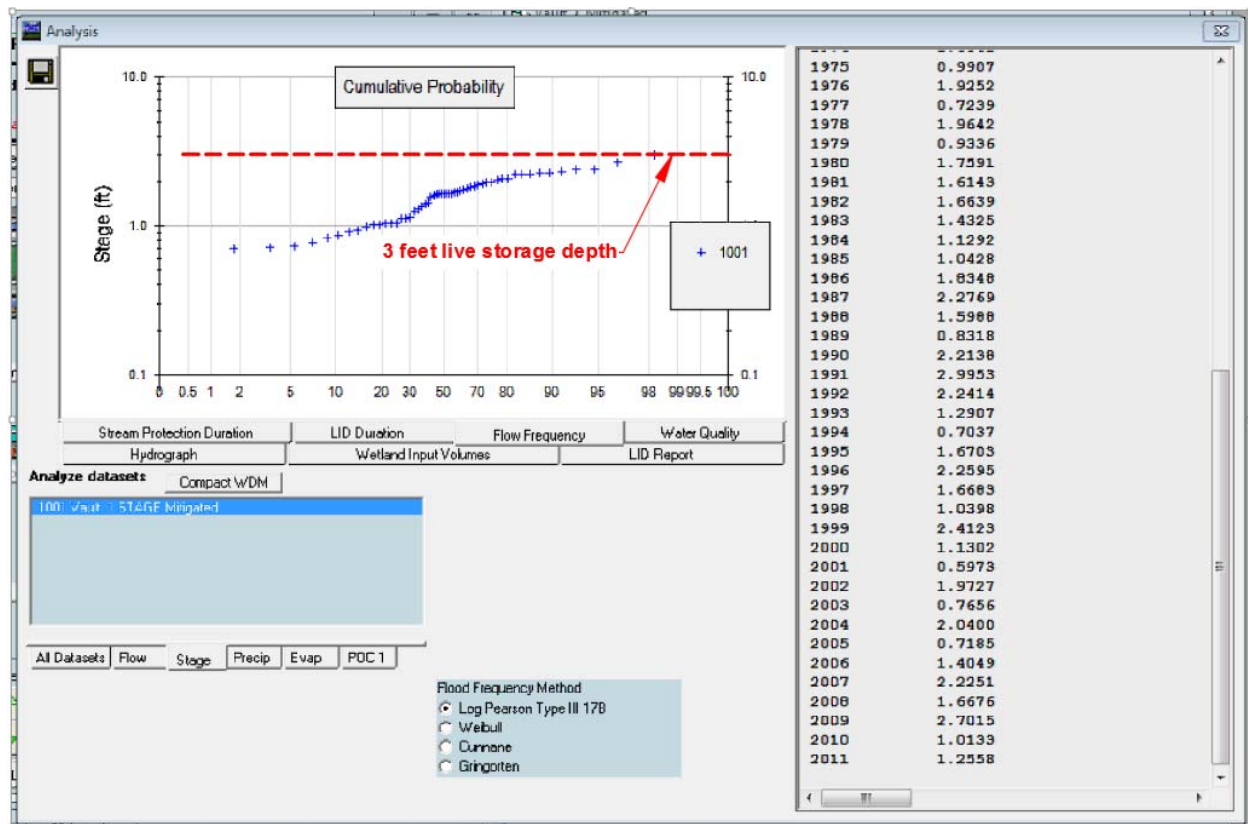 Analysis
Cumulative Probability
10.0
10.0
1.0
0.1
0.1
Stage (ft)
3 feet live storage depth
1001
0 0.5 1 2 5 10 20 30 50 70 80 90 95 98 99 99.5 100
Stream Protection Duration LID Duration Flow Frequency Water Quality
Hydrograph Wetland Input Volumes LID Report
Analyze datasets Compact WDM
1001 Vault 1 STAGE Mitigated
All Datasets Flow Stage Precip Evap POC 1
Flood Frequency Method
Log Pearson Type III 17B
Weibull
Cunnane
Gringorten
1975 0.9907
1976 1.9252
1977 0.7239
1978 1.9642
1979 0.9336
1980 1.7591
1981 1.6143
1982 1.6639
1983 1.4325
1984 1.1292
1985 1.0428
1986 1.8348
1987 2.2769
1988 1.5988
1989 0.8318
1990 2.2138
1991 2.9953
1992 2.2414
1993 1.2907
1994 0.7037
1995 1.6703
1996 2.2595
1997 1.6683
1998 1.0398
1999 2.4123
2000 1.1302
2001 0.5973
2002 1.9727
2003 0.7656
2004 2.0400
2005 0.7185
2006 1.4049
2007 2.2251
2008 1.6676
2009 2.7015
2010 1.0133
2011 1.2558